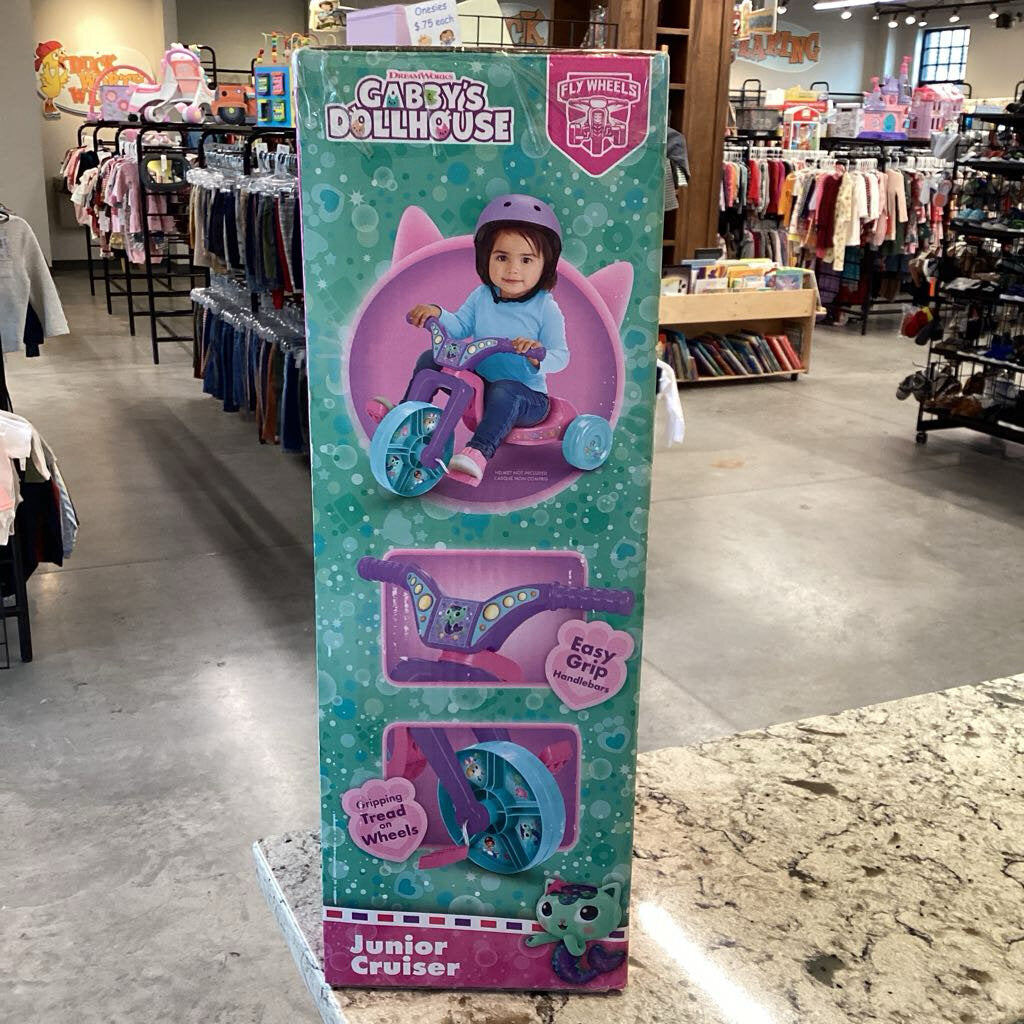 Onesies
$.75 each
DREAMWORKS
GABBY'S
DOLLHOUSE
FLY WHEELS
HELMET NOT INCLUDED
CASQUE NON COMPRIS
Easy
Grip
Handlebars
Gripping
Tread
on
Wheels
Junior
Cruiser